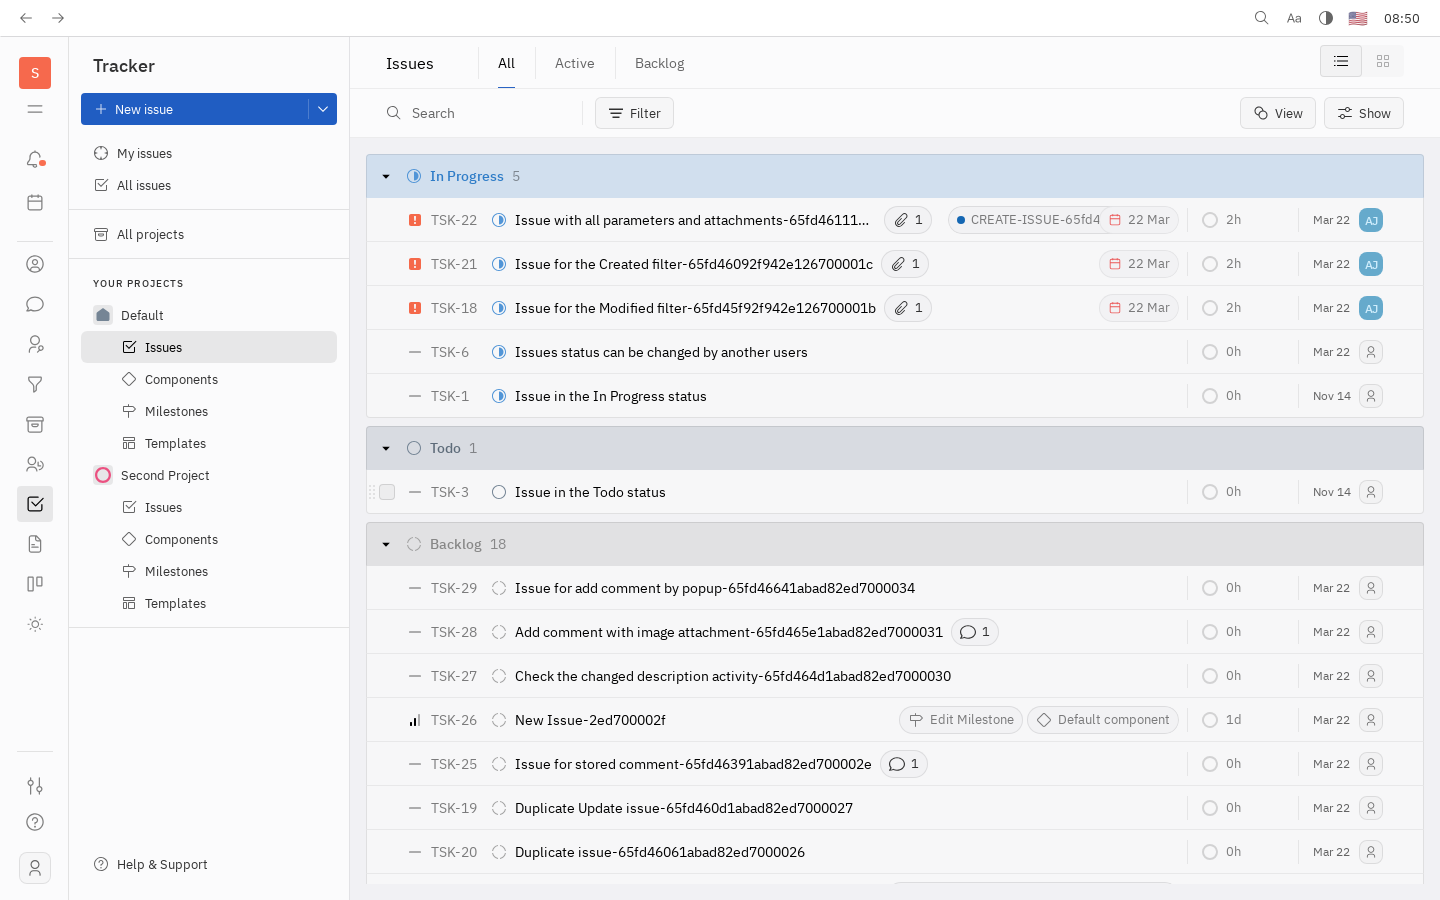 Aa 08:50
S
Tracker
New issue
My issues
All issues
All projects
YOUR PROJECTS
Default
Issues
Components
Milestones
Templates
Second Project
Issues
Components
Milestones
Templates
Help & Support
Issues All Active Backlog
Search Filter View Show
In Progress 5
TSK-22 Issue with all parameters and attachments-65fd46111... 1 CREATE-ISSUE-65fd4 22 Mar 2h Mar 22 AJ
TSK-21 Issue for the Created filter-65fd46092f942e126700001c 1 22 Mar 2h Mar 22 AJ
TSK-18 Issue for the Modified filter-65fd45f92f942e126700001b 1 22 Mar 2h Mar 22 AJ
TSK-6 Issues status can be changed by another users 0h Mar 22
TSK-1 Issue in the In Progress status 0h Nov 14
Todo 1
TSK-3 Issue in the Todo status 0h Nov 14
Backlog 18
TSK-29 Issue for add comment by popup-65fd46641abad82ed7000034 0h Mar 22
TSK-28 Add comment with image attachment-65fd465e1abad82ed7000031 1 0h Mar 22
TSK-27 Check the changed description activity-65fd464d1abad82ed7000030 0h Mar 22
TSK-26 New Issue-2ed700002f Edit Milestone Default component 1d Mar 22
TSK-25 Issue for stored comment-65fd46391abad82ed700002e 1 0h Mar 22
TSK-19 Duplicate Update issue-65fd460d1abad82ed7000027 0h Mar 22
TSK-20 Duplicate issue-65fd46061abad82ed7000026 0h Mar 22